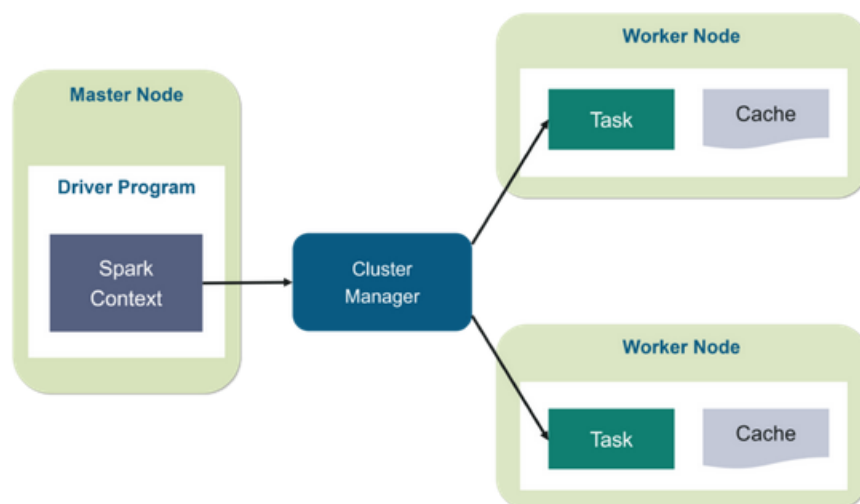 Master Node
Driver Program
Spark
Context
Cluster
Manager
Worker Node
Task
Cache
Worker Node
Task
Cache